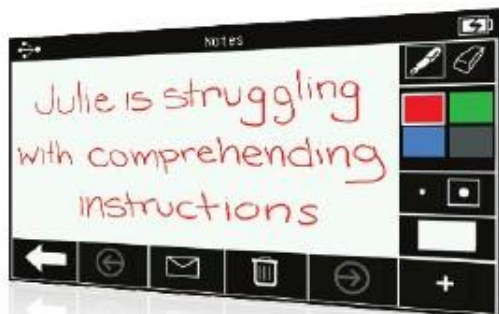 Notes
Julie is struggling
with comprehending
instructions